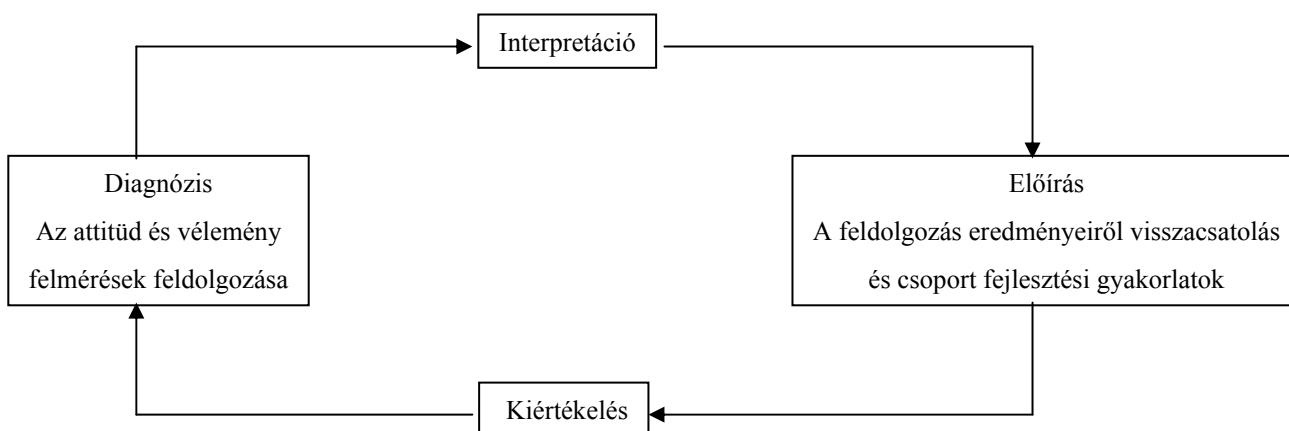 Interpretáció
Diagnózis
Az attitüd és vélemény
felmérések feldolgozása
Előírás
A feldolgozás eredményeiről visszacsatolás
és csoport fejlesztési gyakorlatok
Kiértékelés